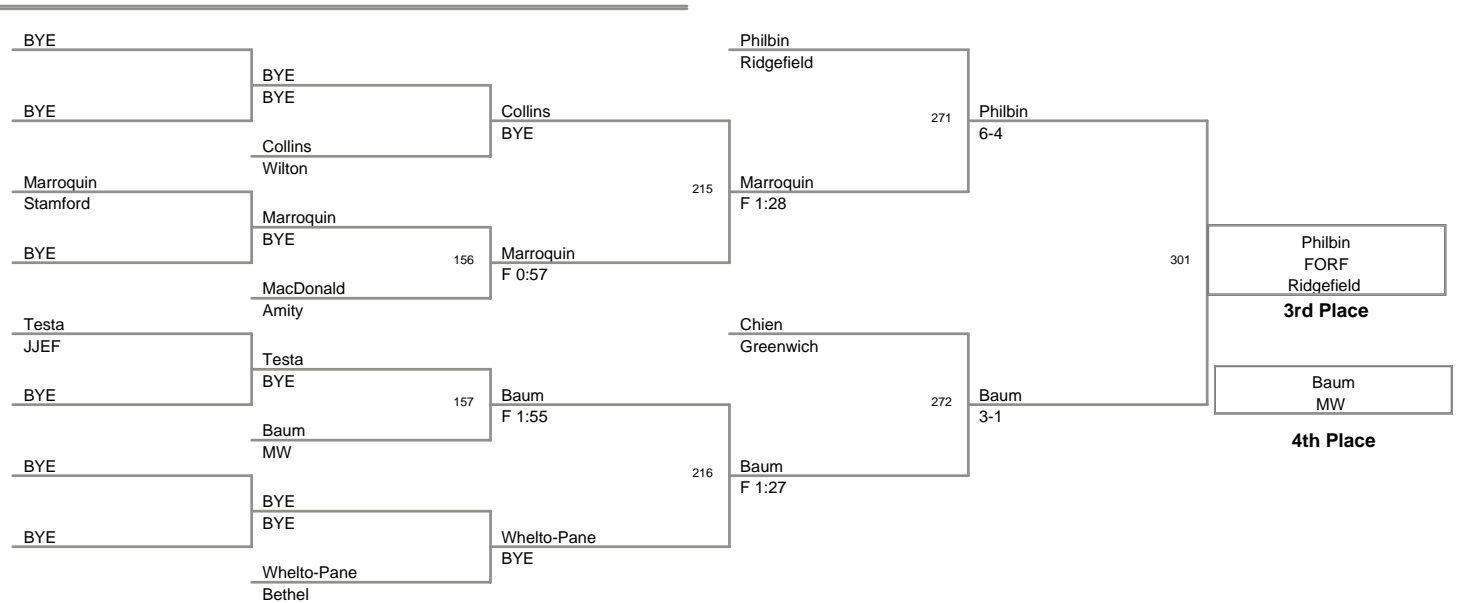 BYE
BYE
BYE
BYE
Collins
Wilton
Collins
BYE
Marroquin
Stamford
BYE
Marroquin
BYE
MacDonald
Amity
156
Marroquin
F 0:57
215
Marroquin
F 1:28
Philbin
Ridgefield
271
Philbin
6-4
Testa
JJEF
BYE
Testa
BYE
Baum
MW
157
Baum
F 1:55
BYE
BYE
BYE
BYE
Whelto-Pane
Bethel
Whelto-Pane
BYE
216
Baum
F 1:27
Chien
Greenwich
272
Baum
3-1
301
Philbin
FORF
Ridgefield
3rd Place
Baum
MW
4th Place